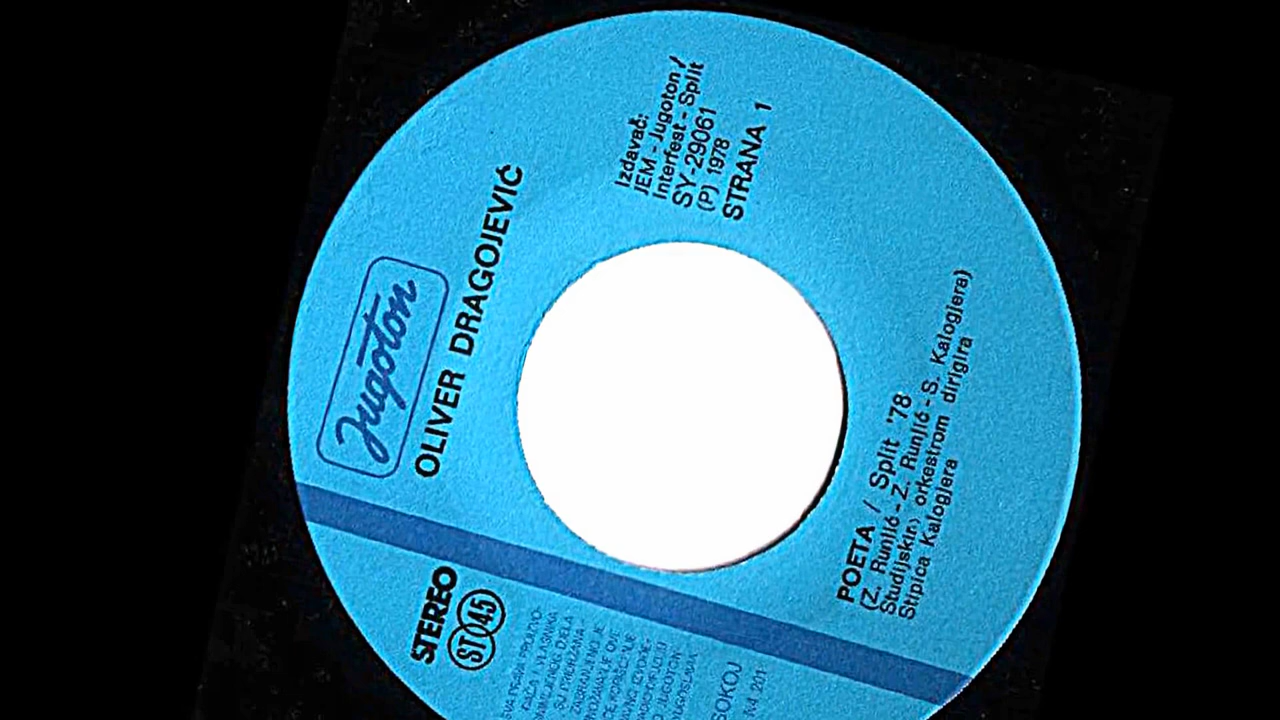 Jugoton
OLIVER DRAGOJEVIĆ
Izdavač:
JEM - Jugoton /
Interfest - Split
SY-29061
(P) 1978
STRANA 1
POETA / Split '78
(Z. Runjić - Z. Runjić - S. Kalogjera)
Studijskim orkestrom dirigira
Stipica Kalogjera
STEREO
ST 45
SOKOJ